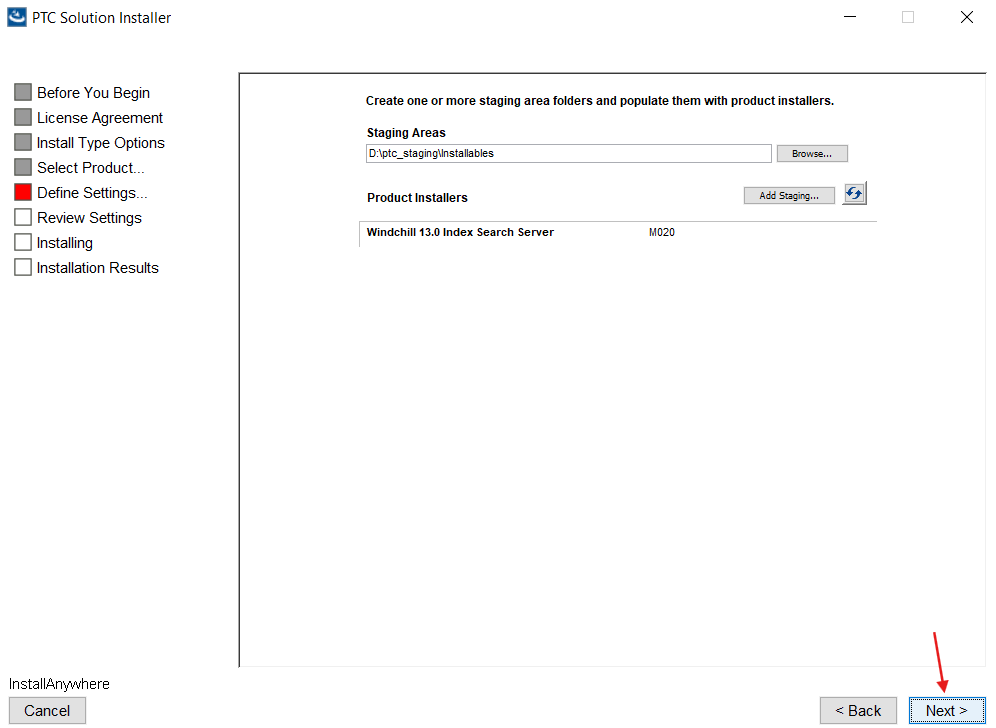 PTC Solution Installer
Before You Begin
License Agreement
Install Type Options
Select Product...
Define Settings...
Review Settings
Installing
Installation Results
Create one or more staging area folders and populate them with product installers.
Staging Areas
D:\ptc_staging\Installables
Browse...
Product Installers
Add Staging...
Windchill 13.0 Index Search Server M020
InstallAnywhere
Cancel
< Back
Next >